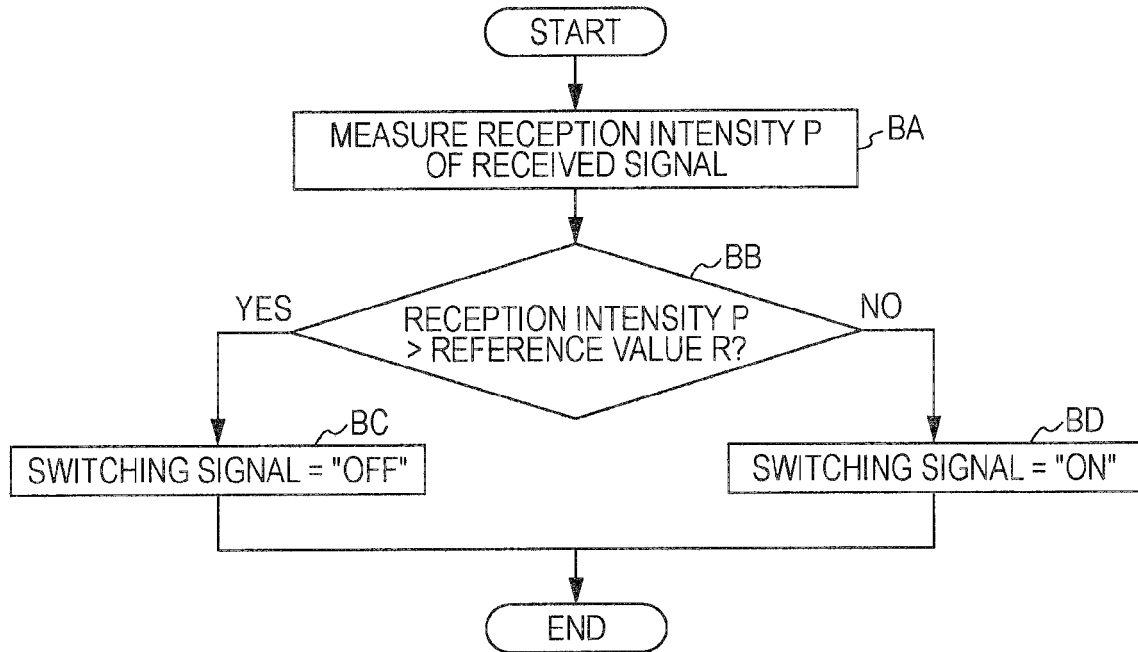 START
MEASURE RECEPTION INTENSITY P
OF RECEIVED SIGNAL
BA
BB
YES
NO
RECEPTION INTENSITY P
> REFERENCE VALUE R?
BC
BD
SWITCHING SIGNAL = "OFF"
SWITCHING SIGNAL = "ON"
END